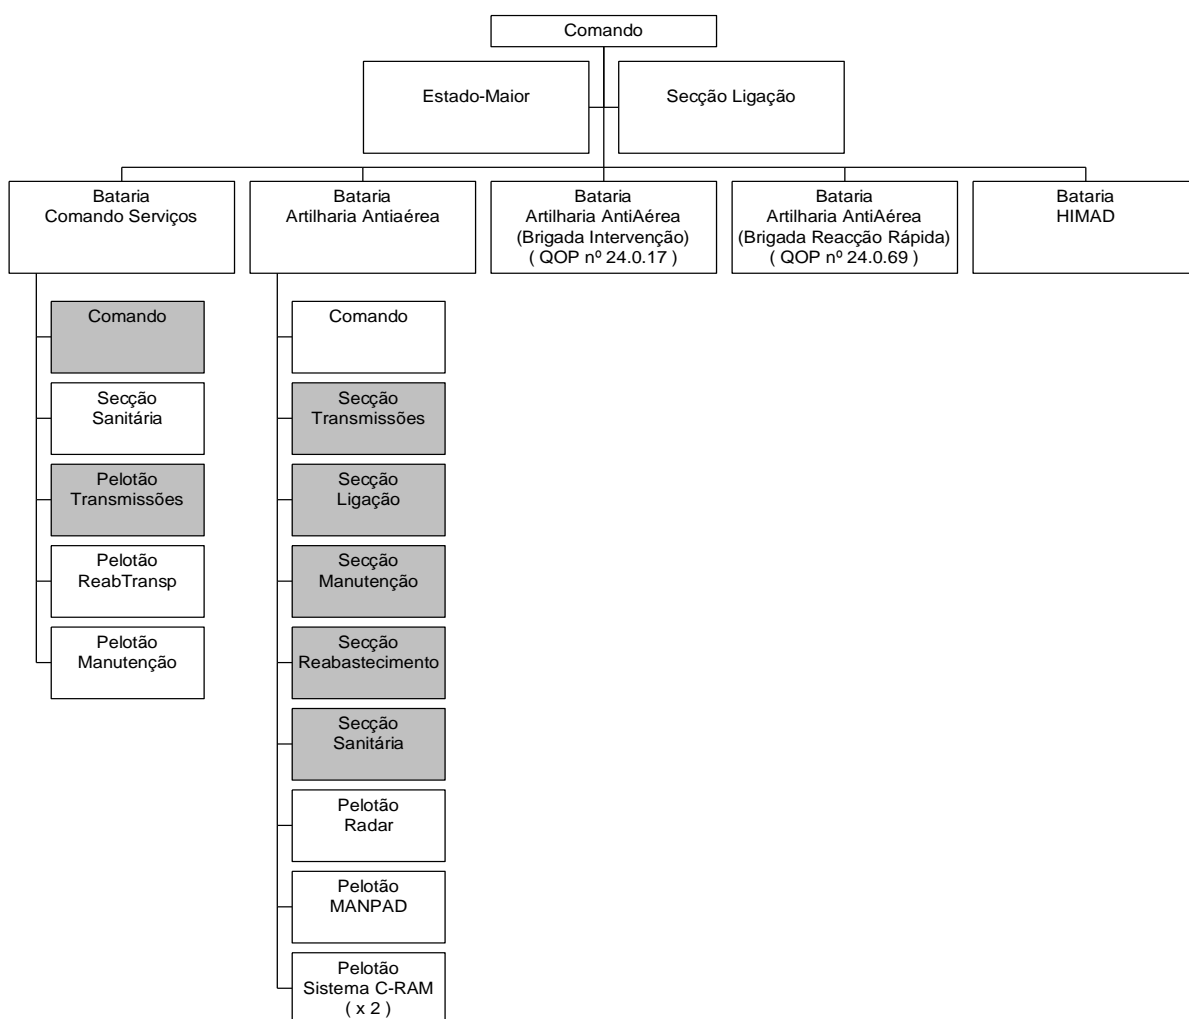 Comando
Estado-Maior
Secção Ligação
Bataria
Comando Serviços
Bataria
Artilharia Antiaérea
Bataria
Artilharia AntiAérea
(Brigada Intervenção)
( QOP nº 24.0.17 )
Bataria
Artilharia AntiAérea
(Brigada Reacção Rápida)
( QOP nº 24.0.69 )
Bataria
HIMAD
Comando
Secção
Sanitária
Pelotão
Transmissões
Pelotão
ReabTransp
Pelotão
Manutenção
Comando
Secção
Transmissões
Secção
Ligação
Secção
Manutenção
Secção
Reabastecimento
Secção
Sanitária
Pelotão
Radar
Pelotão
MANPAD
Pelotão
Sistema C-RAM
( x 2 )